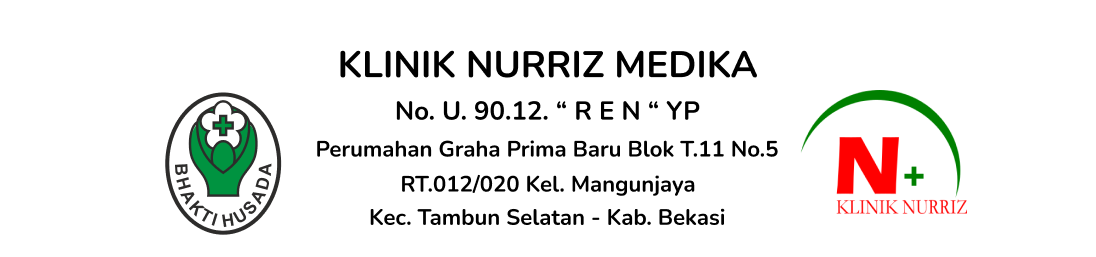 KLINIK NURRIZ MEDIKA
No. U. 90.12. “ R E N “ YP
Perumahan Graha Prima Baru Blok T.11 No.5
RT.012/020 Kel. Mangunjaya
Kec. Tambun Selatan - Kab. Bekasi
BHAKTI HUSADA
N+
KLINIK NURRIZ